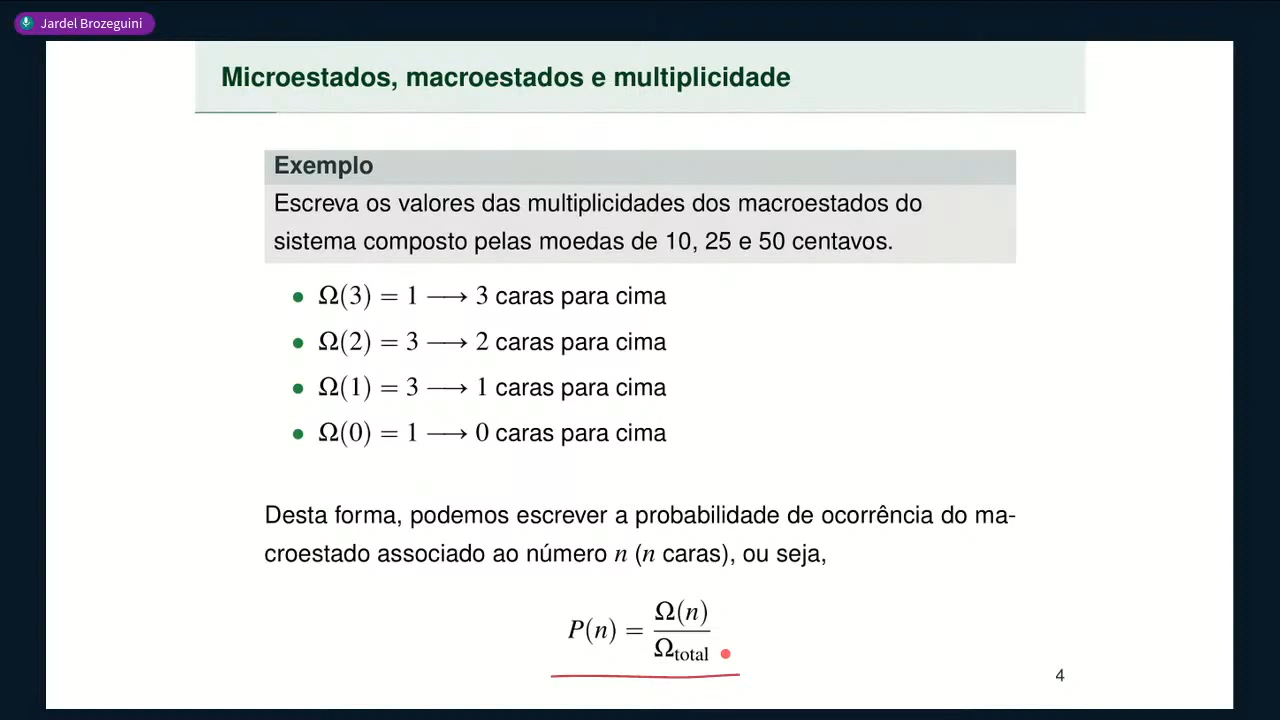 Jardel Brozeguini
Microestados, macroestados e multiplicidade
Exemplo
Escreva os valores das multiplicidades dos macroestados do
sistema composto pelas moedas de 10, 25 e 50 centavos.
• Ω(3) = 1 ⟶ 3 caras para cima
• Ω(2) = 3 ⟶ 2 caras para cima
• Ω(1) = 3 ⟶ 1 caras para cima
• Ω(0) = 1 ⟶ 0 caras para cima
Desta forma, podemos escrever a probabilidade de ocorrência do ma-
croestado associado ao número n (n caras), ou seja,
P(n) = Ω(n) / Ω_total
4